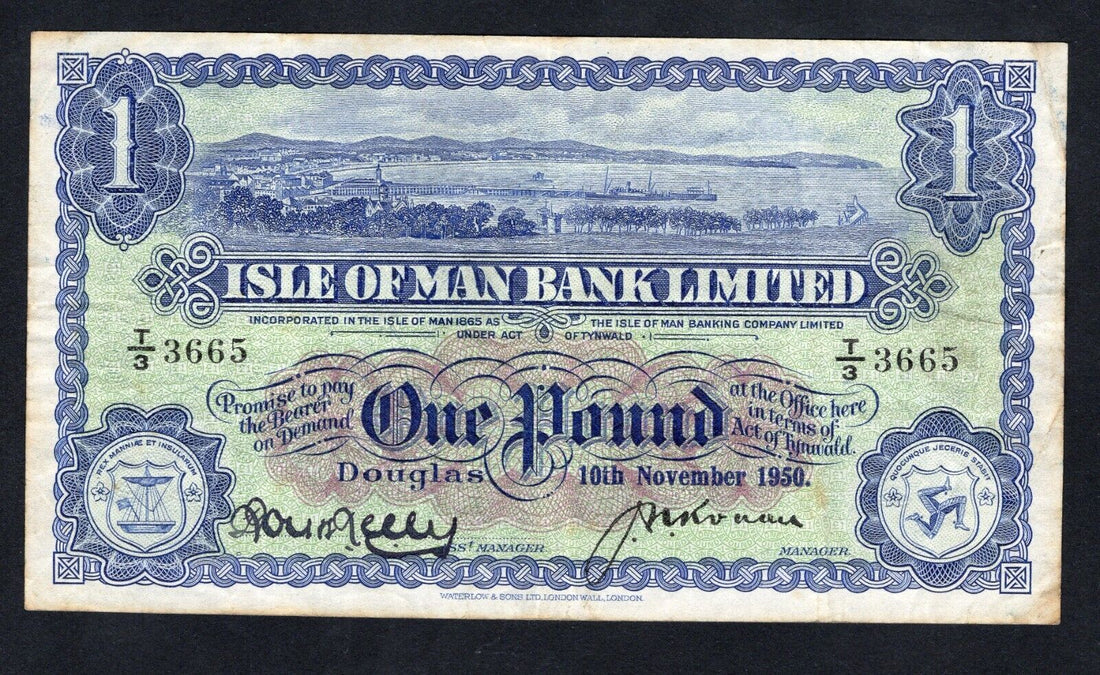 1 1
ISLE OF MAN BANK LIMITED
INCORPORATED IN THE ISLE OF MAN 1865 AS THE ISLE OF MAN BANKING COMPANY LIMITED
UNDER ACT OF TYNWALD
T/3 3665 T/3 3665
Promise to pay
the Bearer
on Demand
One Pound
at the Office here
in terms of
Act of Tynwald.
Douglas 10th November 1950.
REX MANNIÆ ET INSULARUM
QUOCUNQUE JECERIS STABIT
SST MANAGER
MANAGER
WATERLOW & SONS LTD, LONDON WALL, LONDON.